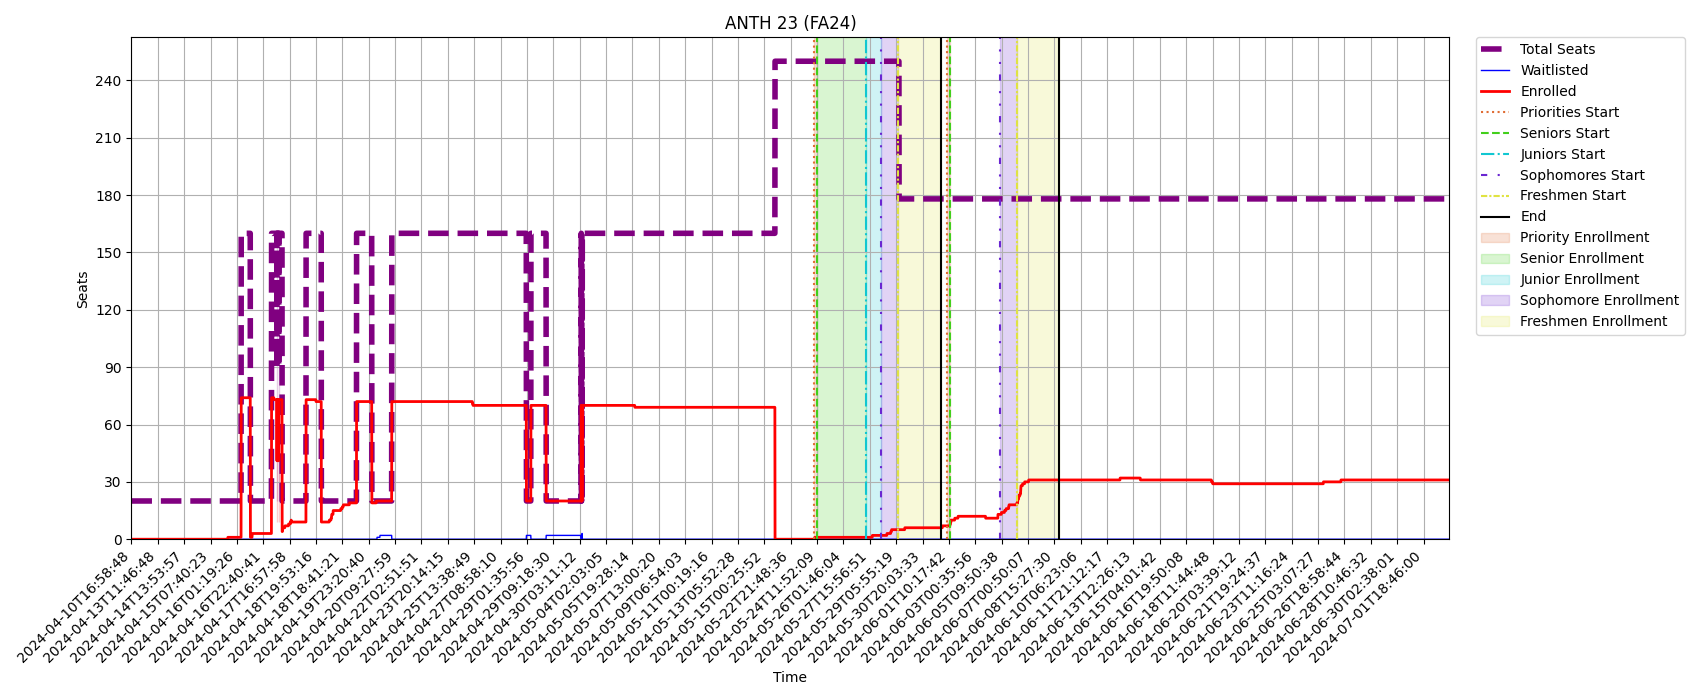 ANTH 23 (FA24)
Total Seats
Waitlisted
Enrolled
Priorities Start
Seniors Start
Juniors Start
Sophomores Start
Freshmen Start
End
Priority Enrollment
Senior Enrollment
Junior Enrollment
Sophomore Enrollment
Freshmen Enrollment
Seats
240
210
180
150
120
90
60
30
0
2024-04-10T16:58:48
2024-04-13T11:46:48
2024-04-14T13:53:57
2024-04-15T07:40:23
2024-04-16T01:19:26
2024-04-16T22:40:41
2024-04-17T16:57:58
2024-04-18T19:53:16
2024-04-18T18:41:21
2024-04-19T23:20:40
2024-04-20T09:27:59
2024-04-22T02:51:51
2024-04-23T20:14:15
2024-04-25T13:38:49
2024-04-27T08:58:10
2024-04-29T01:35:56
2024-04-29T09:18:30
2024-04-30T03:11:12
2024-05-04T02:03:05
2024-05-05T19:28:14
2024-05-07T13:00:20
2024-05-09T06:54:03
2024-05-11T00:19:16
2024-05-13T05:52:28
2024-05-15T00:25:52
2024-05-22T21:48:36
2024-05-24T11:52:09
2024-05-26T01:46:04
2024-05-27T15:56:51
2024-05-29T05:55:19
2024-05-30T20:03:33
2024-06-01T10:17:42
2024-06-03T00:35:56
2024-06-05T09:50:38
2024-06-07T00:50:07
2024-06-08T15:27:30
2024-06-10T06:23:06
2024-06-11T21:12:17
2024-06-13T12:26:13
2024-06-15T04:01:42
2024-06-16T19:50:08
2024-06-18T11:44:48
2024-06-20T03:39:12
2024-06-21T19:24:37
2024-06-23T11:16:24
2024-06-25T03:07:27
2024-06-26T18:58:44
2024-06-28T10:46:32
2024-06-30T02:38:01
2024-07-01T18:46:00
Time